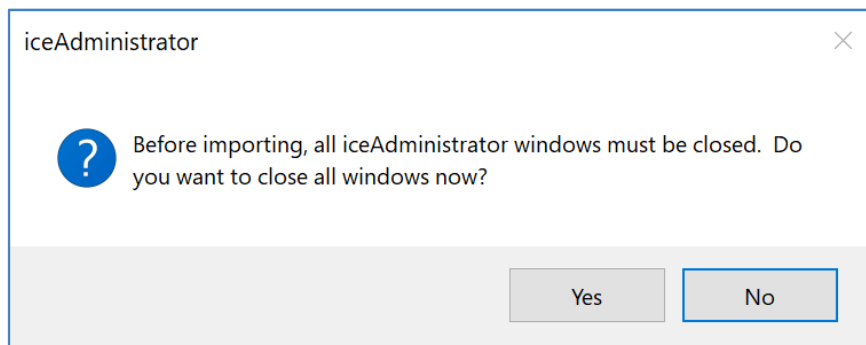 iceAdministrator
Before importing, all iceAdministrator windows must be closed.  Do
you want to close all windows now?
Yes
No